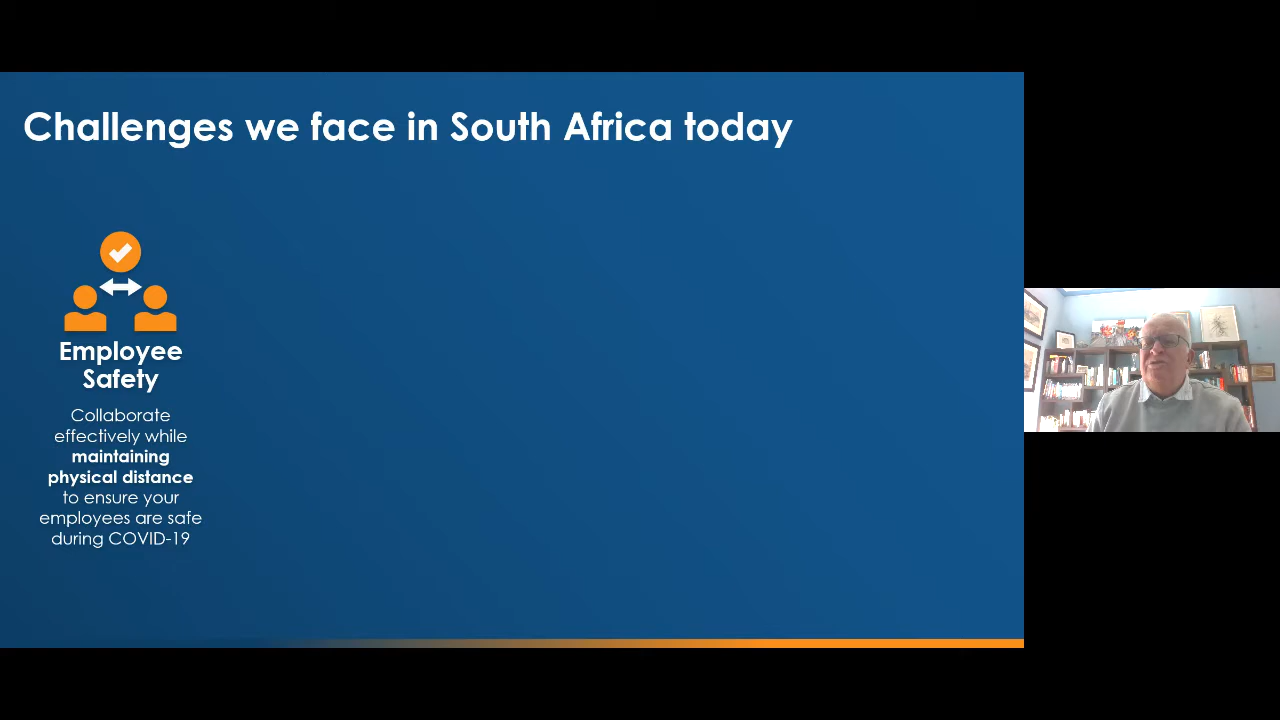 Challenges we face in South Africa today
Employee
Safety
Collaborate
effectively while
maintaining
physical distance
to ensure your
employees are safe
during COVID-19